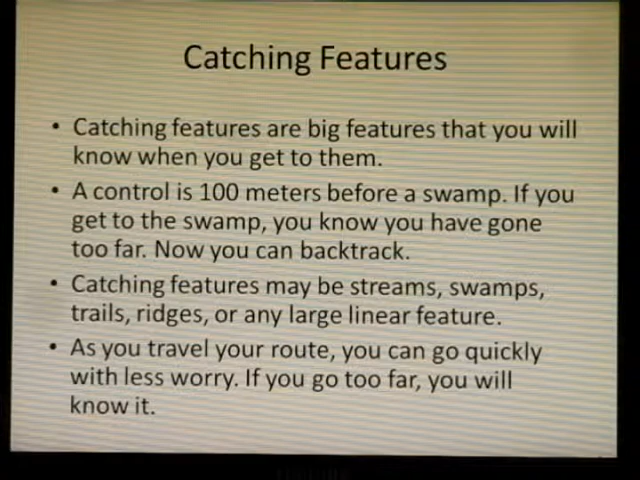 Catching Features
• Catching features are big features that you will
know when you get to them.
• A control is 100 meters before a swamp. If you
get to the swamp, you know you have gone
too far. Now you can backtrack.
• Catching features may be streams, swamps,
trails, ridges, or any large linear feature.
• As you travel your route, you can go quickly
with less worry. If you go too far, you will
know it.